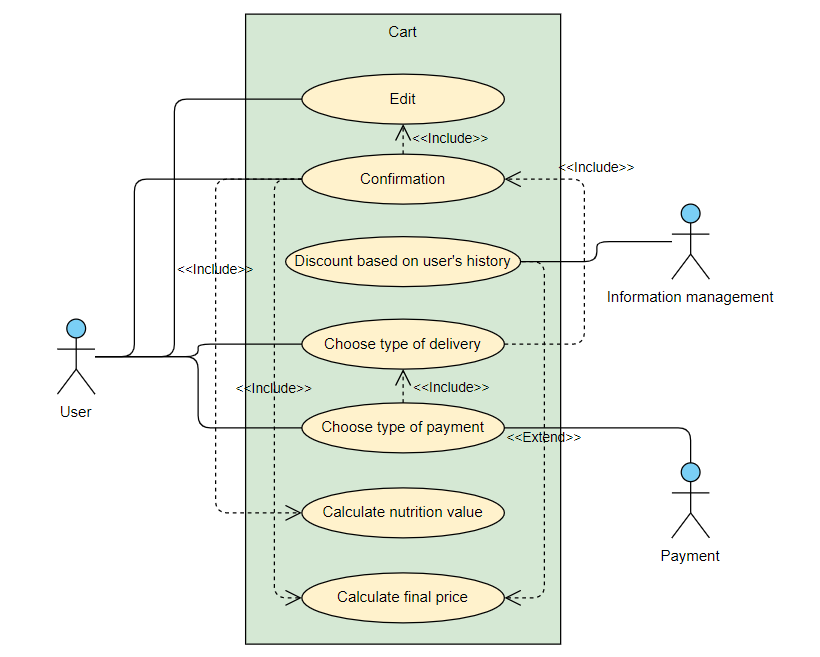 Cart
Edit
<<Include>>
Confirmation
<<Include>>
Discount based on user's history
<<Include>>
Information management
Choose type of delivery
<<Include>>
<<Include>>
User
Choose type of payment
<<Extend>>
Calculate nutrition value
Payment
Calculate final price